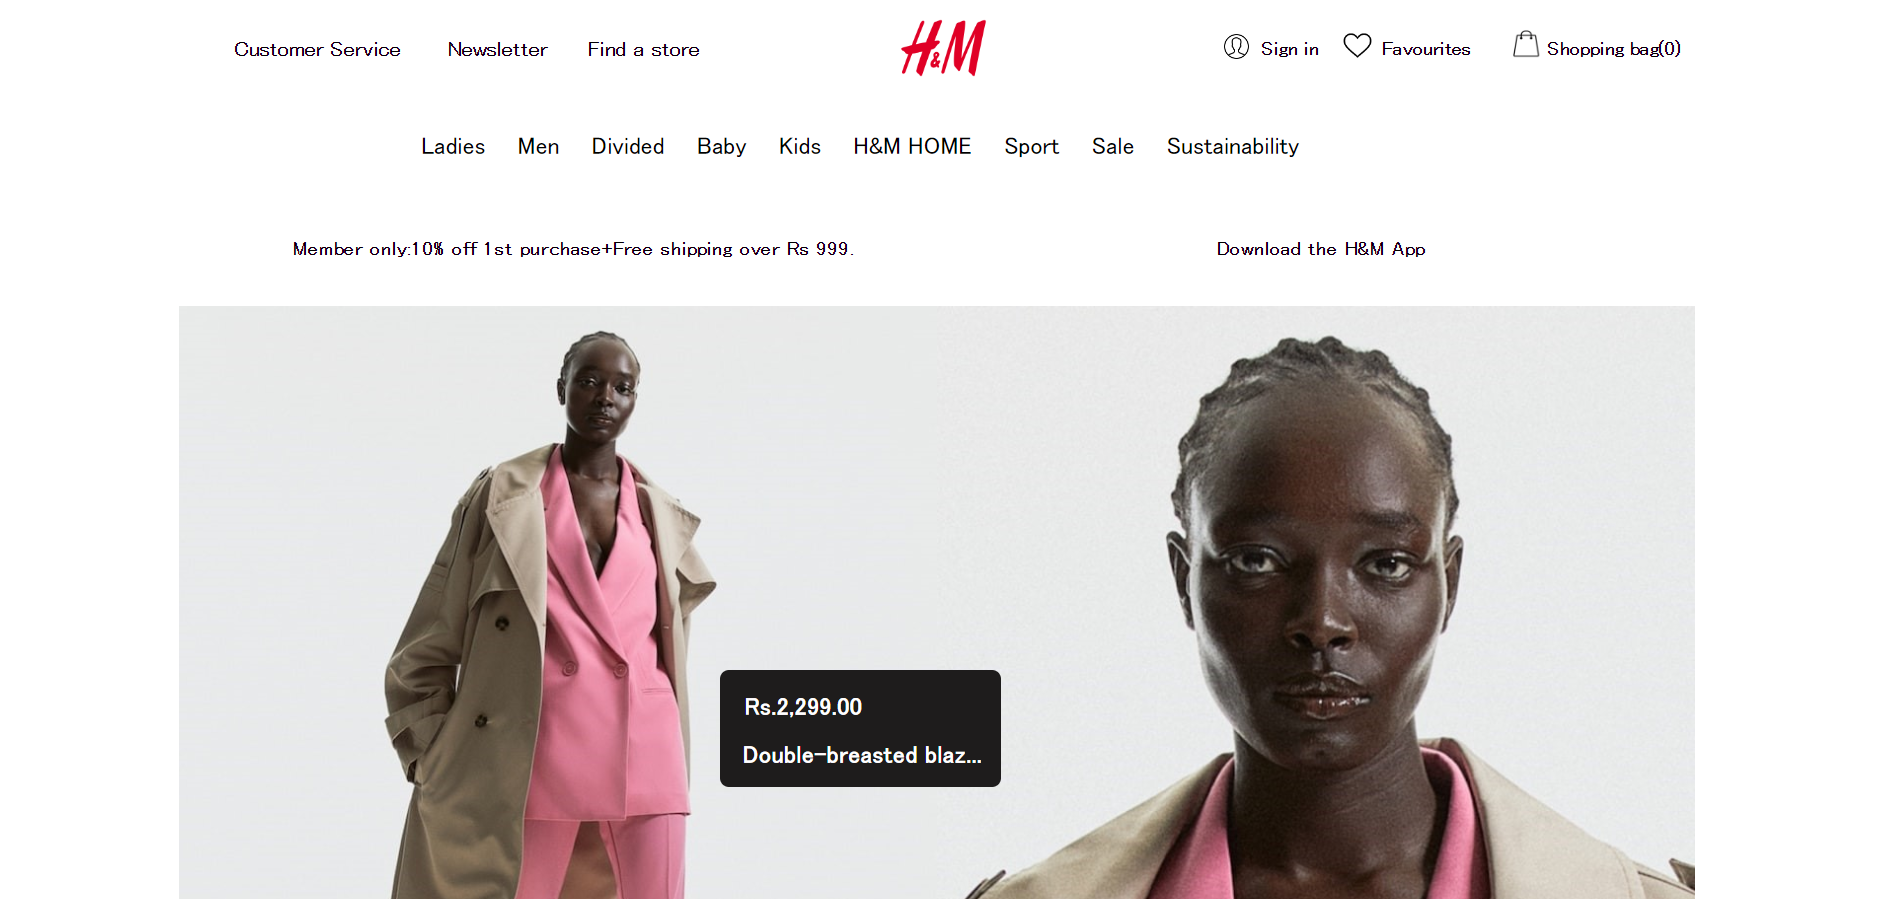 Customer Service Newsletter Find a store
H&M
Sign in Favourites Shopping bag(0)
Ladies Men Divided Baby Kids H&M HOME Sport Sale Sustainability
Member only:10% off 1st purchase+Free shipping over Rs 999.
Download the H&M App
Rs.2,299.00
Double-breasted blaz...